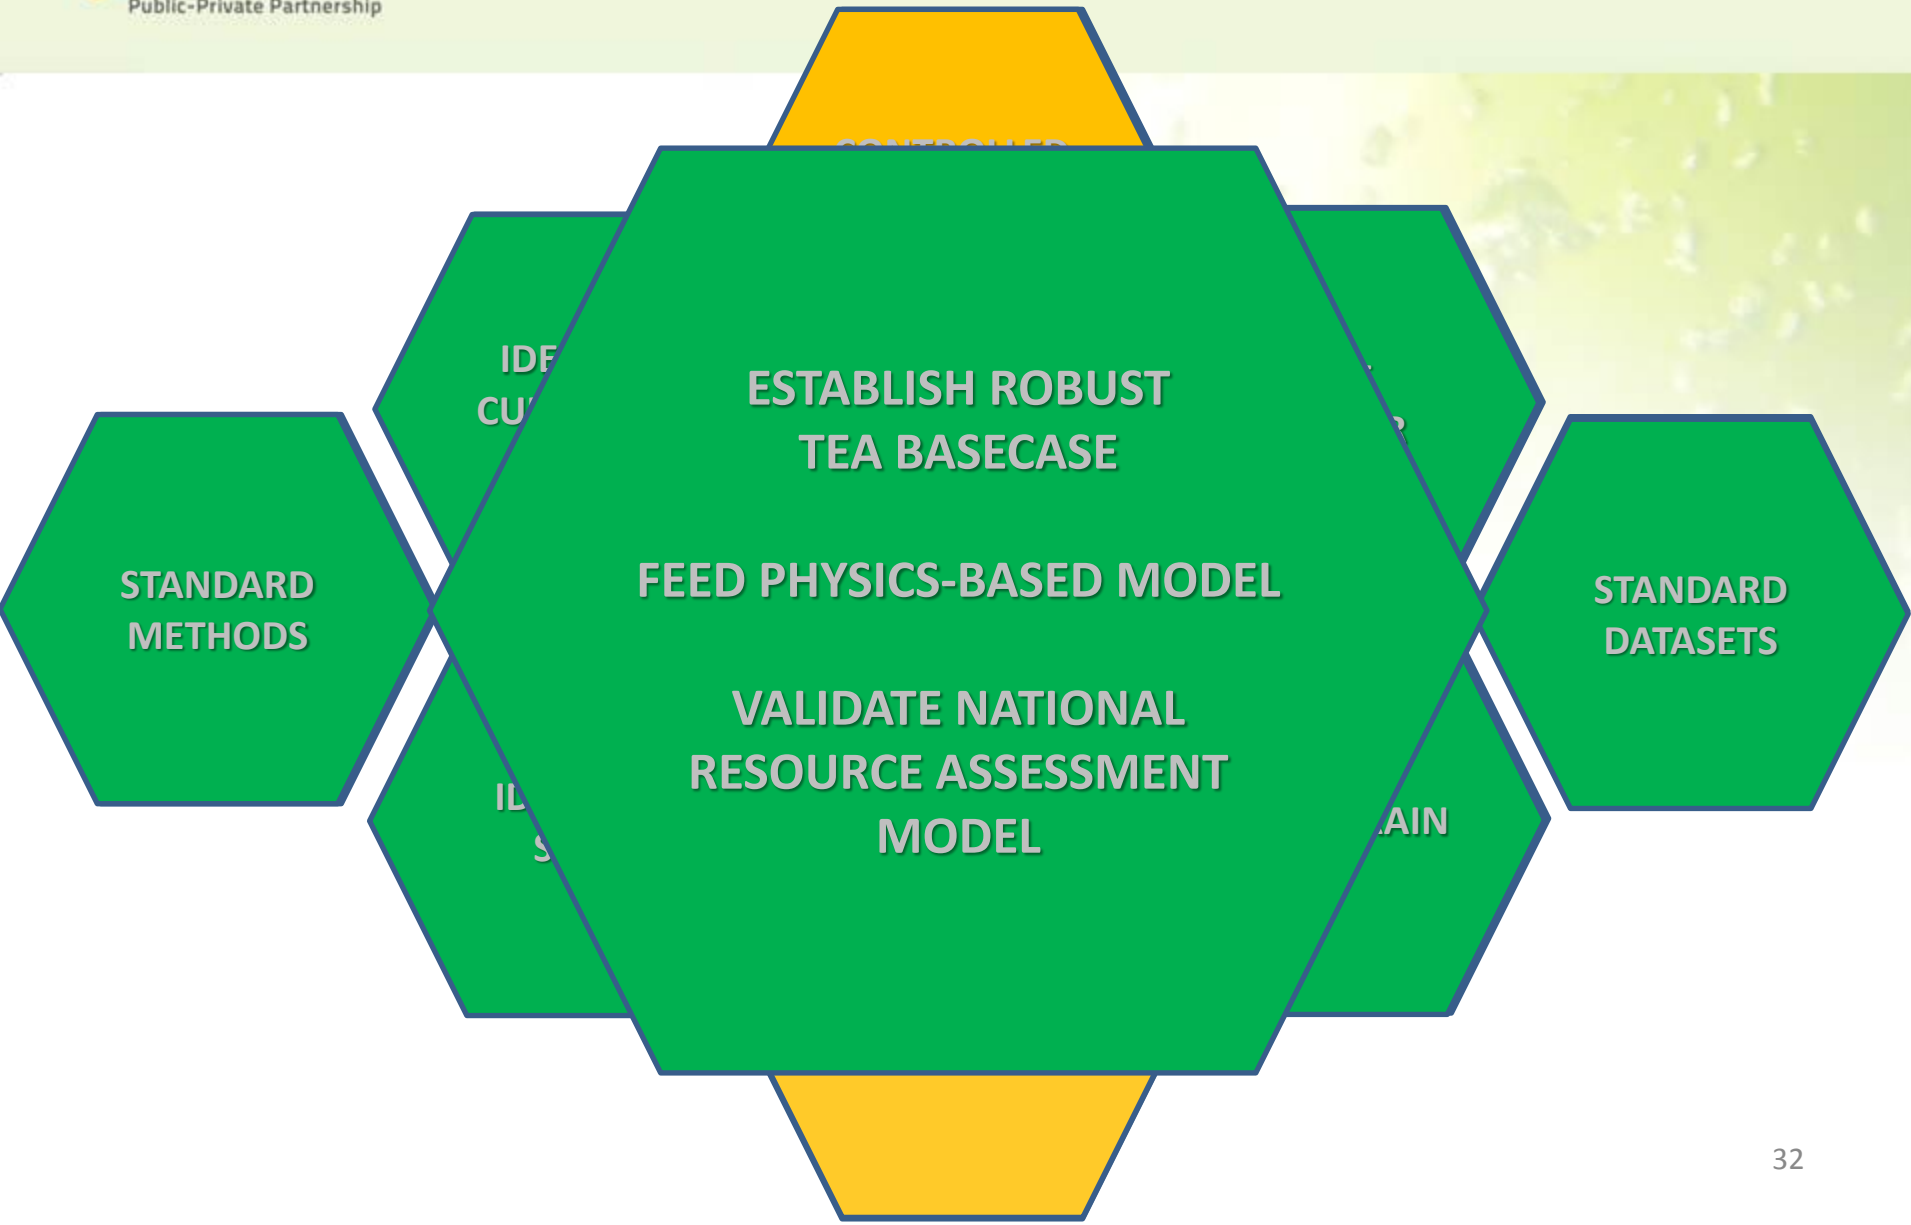 Public-Private Partnership
CONTROLLED
ESTABLISH ROBUST
TEA BASECASE
FEED PHYSICS-BASED MODEL
VALIDATE NATIONAL
RESOURCE ASSESSMENT
MODEL
STANDARD
METHODS
STANDARD
DATASETS
32